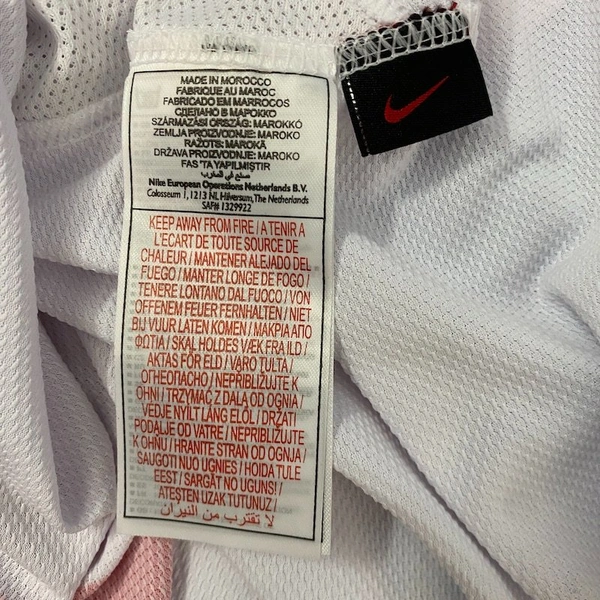 MADE IN MOROCCO
FABRIQUE AU MAROC
FABRICADO EM MARROCOS
СДЕЛАНО В МАРОККО
SZÁRMAZÁSI ORSZÁG: MAROKKÓ
ZEMLJA PROIZVODNJE: MAROKO
RAŽOTS: MAROKĀ
DRŽAVA PROIZVODNJE: MAROKO
FAS 'TA YAPILMIŞTIR
صنع في المغرب
Nike European Operations Netherlands B.V.
Colosseum 1, 1213 NL Hilversum, The Netherlands
SAF# 1329922
KEEP AWAY FROM FIRE / A TENIR A
L'ECART DE TOUTE SOURCE DE
CHALEUR / MANTENER ALEJADO DEL
FUEGO / MANTER LONGE DE FOGO /
TENERE LONTANO DAL FUOCO / VON
OFFENEM FEUER FERNHALTEN / NIET
BIJ VUUR LATEN KOMEN / ΜΑΚΡΙΑ ΑΠΟ
ΦΩΤΙΑ / SKAL HOLDES VÆK FRA ILD /
AKTAS FÖR ELD / VARO TULTA /
ОГНЕОПАСНО / NEPRIBLIŽUJTE K
OHNI / TRZYMAĆ Z DALA OD OGNIA /
VEDJE NYILT LÁNG ELŐL / DRŽATI
PODALJE OD VATRE / NEPRIBLIŽUJTE
K OHŇU / HRANITE STRAN OD OGNJA /
SAUGOTI NUO UGNIES / HOIDA TULE
EEST / SARGĀT NO UGUNS! /
ATEŞTEN UZAK TUTUNUZ /
لا تقترب من النيران